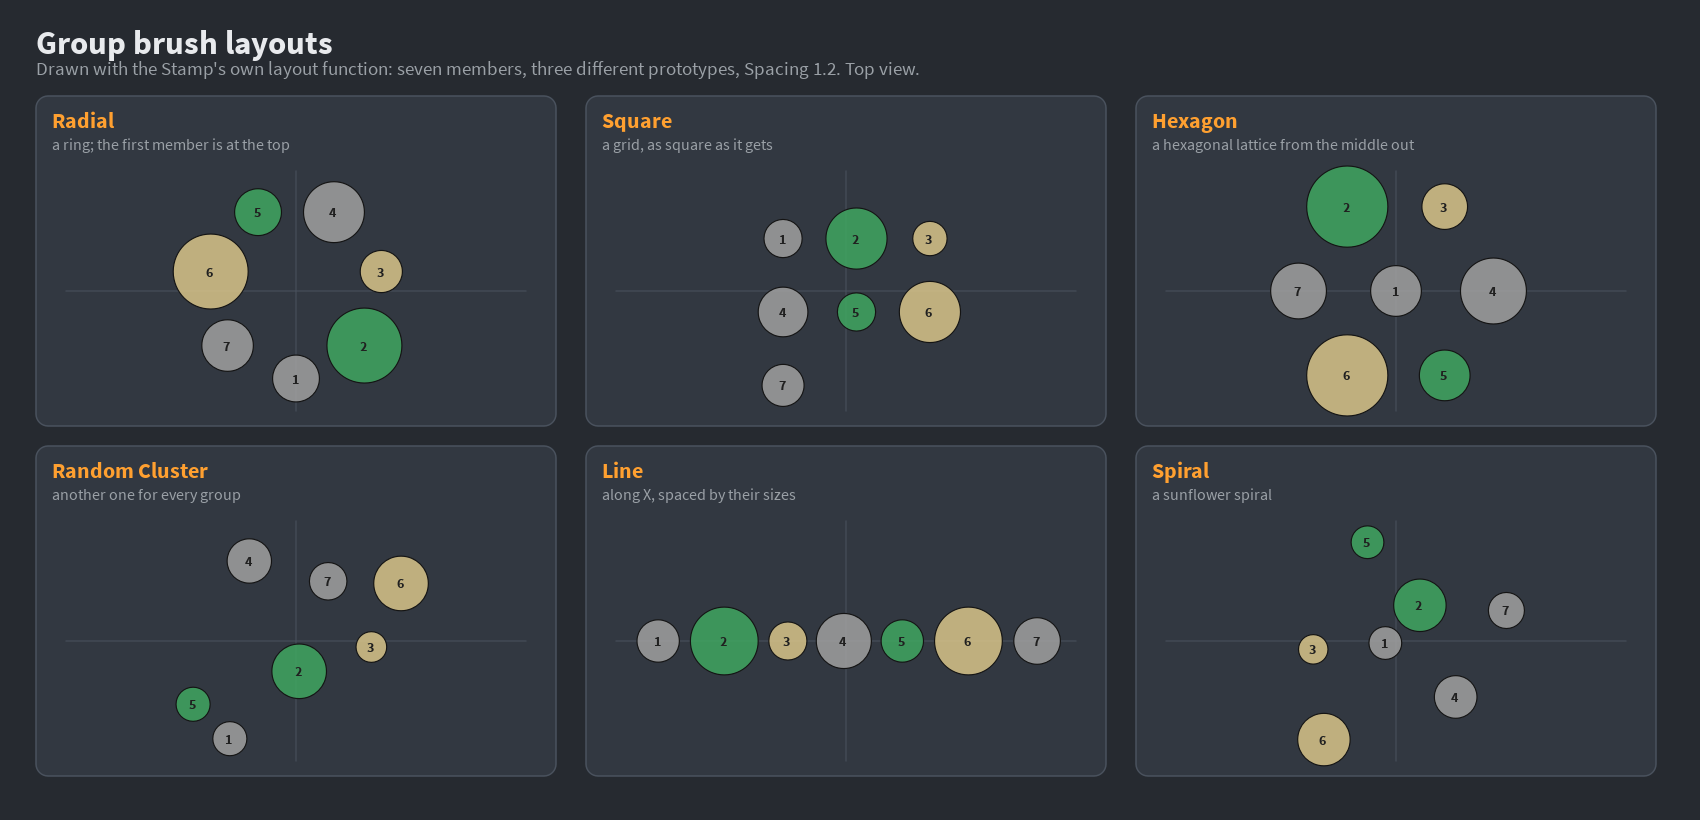 Group brush layouts
Drawn with the Stamp's own layout function: seven members, three different prototypes, Spacing 1.2. Top view.
Radial
a ring; the first member is at the top
5
4
6
3
7
2
1
Square
a grid, as square as it gets
1 2 3
4 5 6
7
Hexagon
a hexagonal lattice from the middle out
2 3
7 1 4
6 5
Random Cluster
another one for every group
4
7
6
3
2
5
1
Line
along X, spaced by their sizes
1 2 3 4 5 6 7
Spiral
a sunflower spiral
5
2
7
3
1
4
6